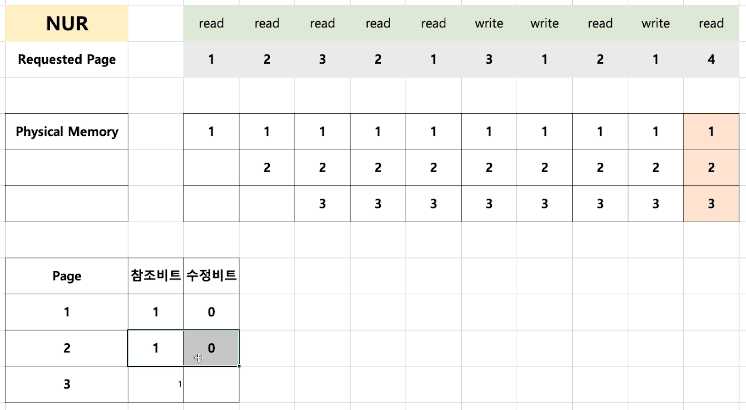 NUR read read read read read write write read write read
Requested Page 1 2 3 2 1 3 1 2 1 4
Physical Memory 1 1 1 1 1 1 1 1 1 1
2 2 2 2 2 2 2 2 2
3 3 3 3 3 3 3 3
Page 참조비트 수정비트
1 1 0
2 1 0
3 1